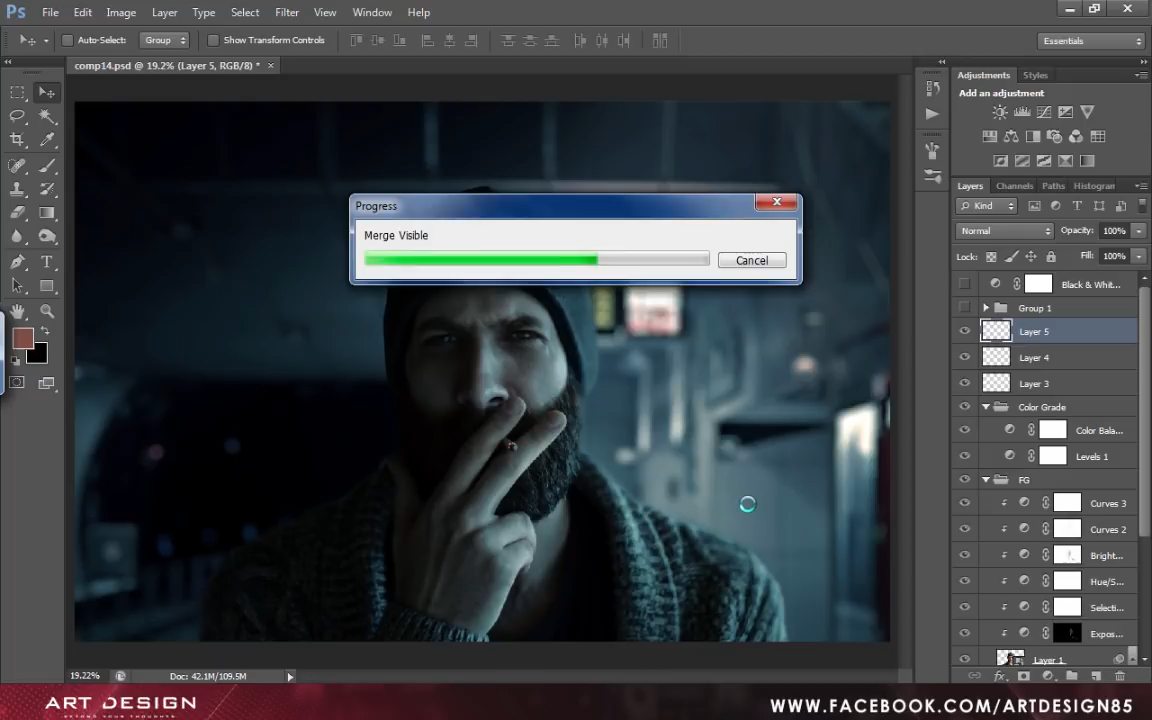 Ps File Edit Image Layer Type Select Filter View Window Help
Auto-Select: Group Show Transform Controls Essentials
comp14.psd @ 19.2% (Layer 5, RGB/8) * ×
Adjustments Styles
Add an adjustment
Layers Channels Paths Histogram
Kind
Normal Opacity: 100%
Lock: Fill: 100%
Black & Whit...
Group 1
Layer 5
Layer 4
Layer 3
Color Grade
Color Bala...
Levels 1
FG
Curves 3
Curves 2
Bright...
Hue/S...
Selecti...
Expos...
Layer 1
Progress
Merge Visible
Cancel
19.22% Doc: 42.1M/109.5M
ART DESIGN
BEYOND YOUR THOUGHTS
WWW.FACEBOOK.COM/ARTDESIGN85